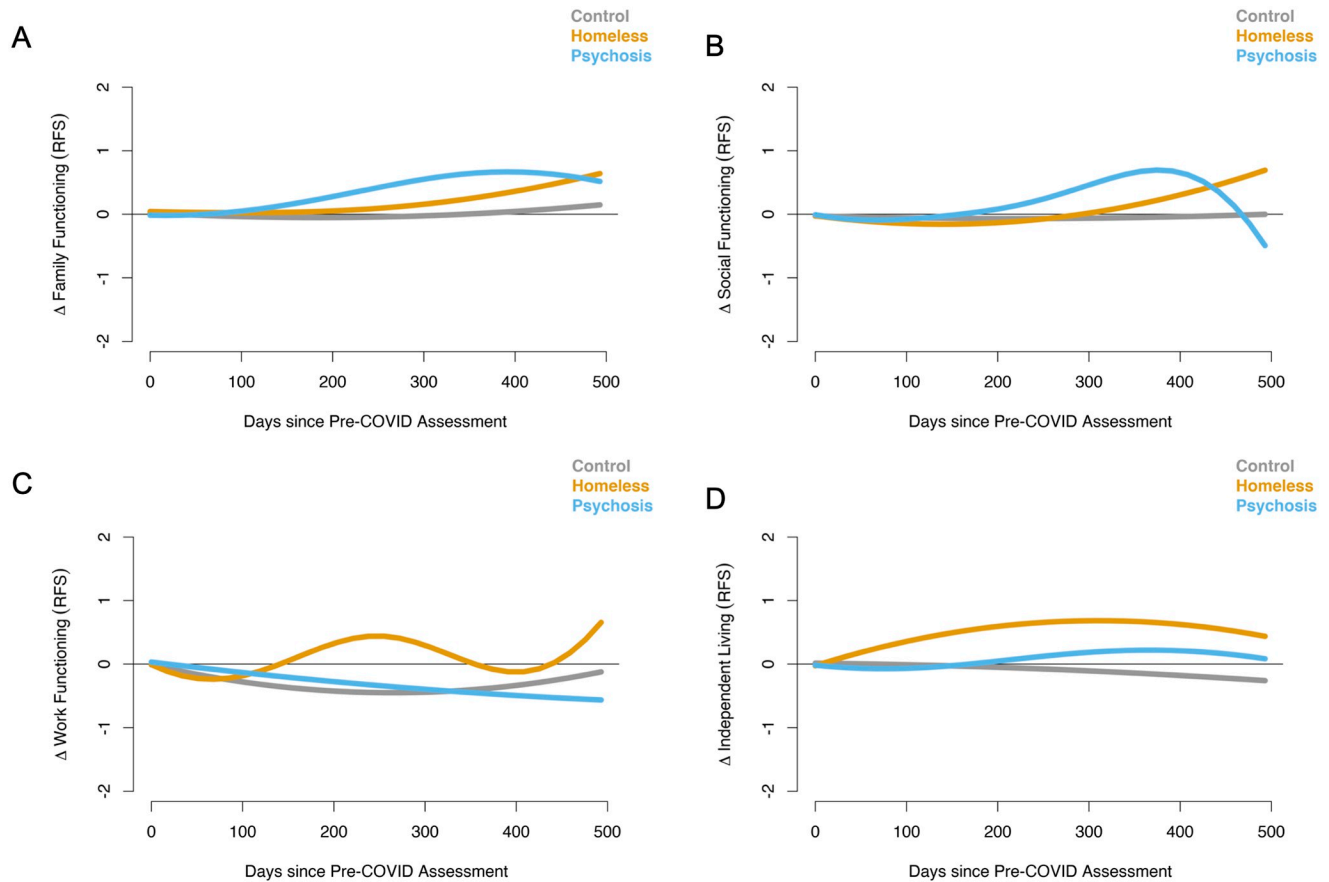 A
Control
Homeless
Psychosis
Δ Family Functioning (RFS)
2
1
0
-1
-2
0 100 200 300 400 500
Days since Pre-COVID Assessment
B
Control
Homeless
Psychosis
Δ Social Functioning (RFS)
2
1
0
-1
-2
0 100 200 300 400 500
Days since Pre-COVID Assessment
C
Control
Homeless
Psychosis
Δ Work Functioning (RFS)
2
1
0
-1
-2
0 100 200 300 400 500
Days since Pre-COVID Assessment
D
Control
Homeless
Psychosis
Δ Independent Living (RFS)
2
1
0
-1
-2
0 100 200 300 400 500
Days since Pre-COVID Assessment